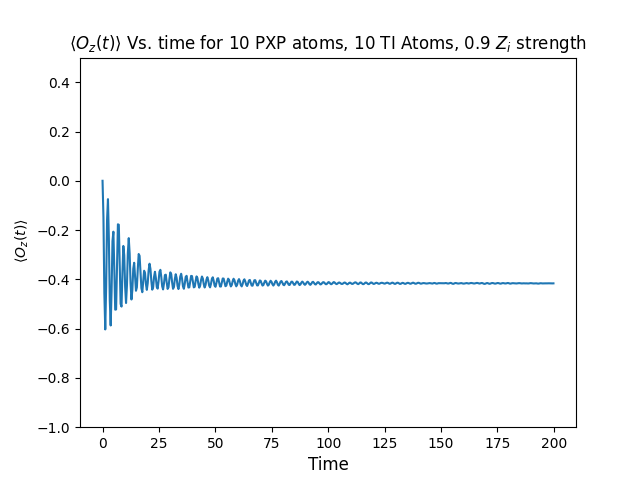 ⟨O_z(t)⟩ Vs. time for 10 PXP atoms, 10 TI Atoms, 0.9 Z_i strength
0.4
0.2
0.0
−0.2
−0.4
−0.6
−0.8
−1.0
⟨O_z(t)⟩
0 25 50 75 100 125 150 175 200
Time